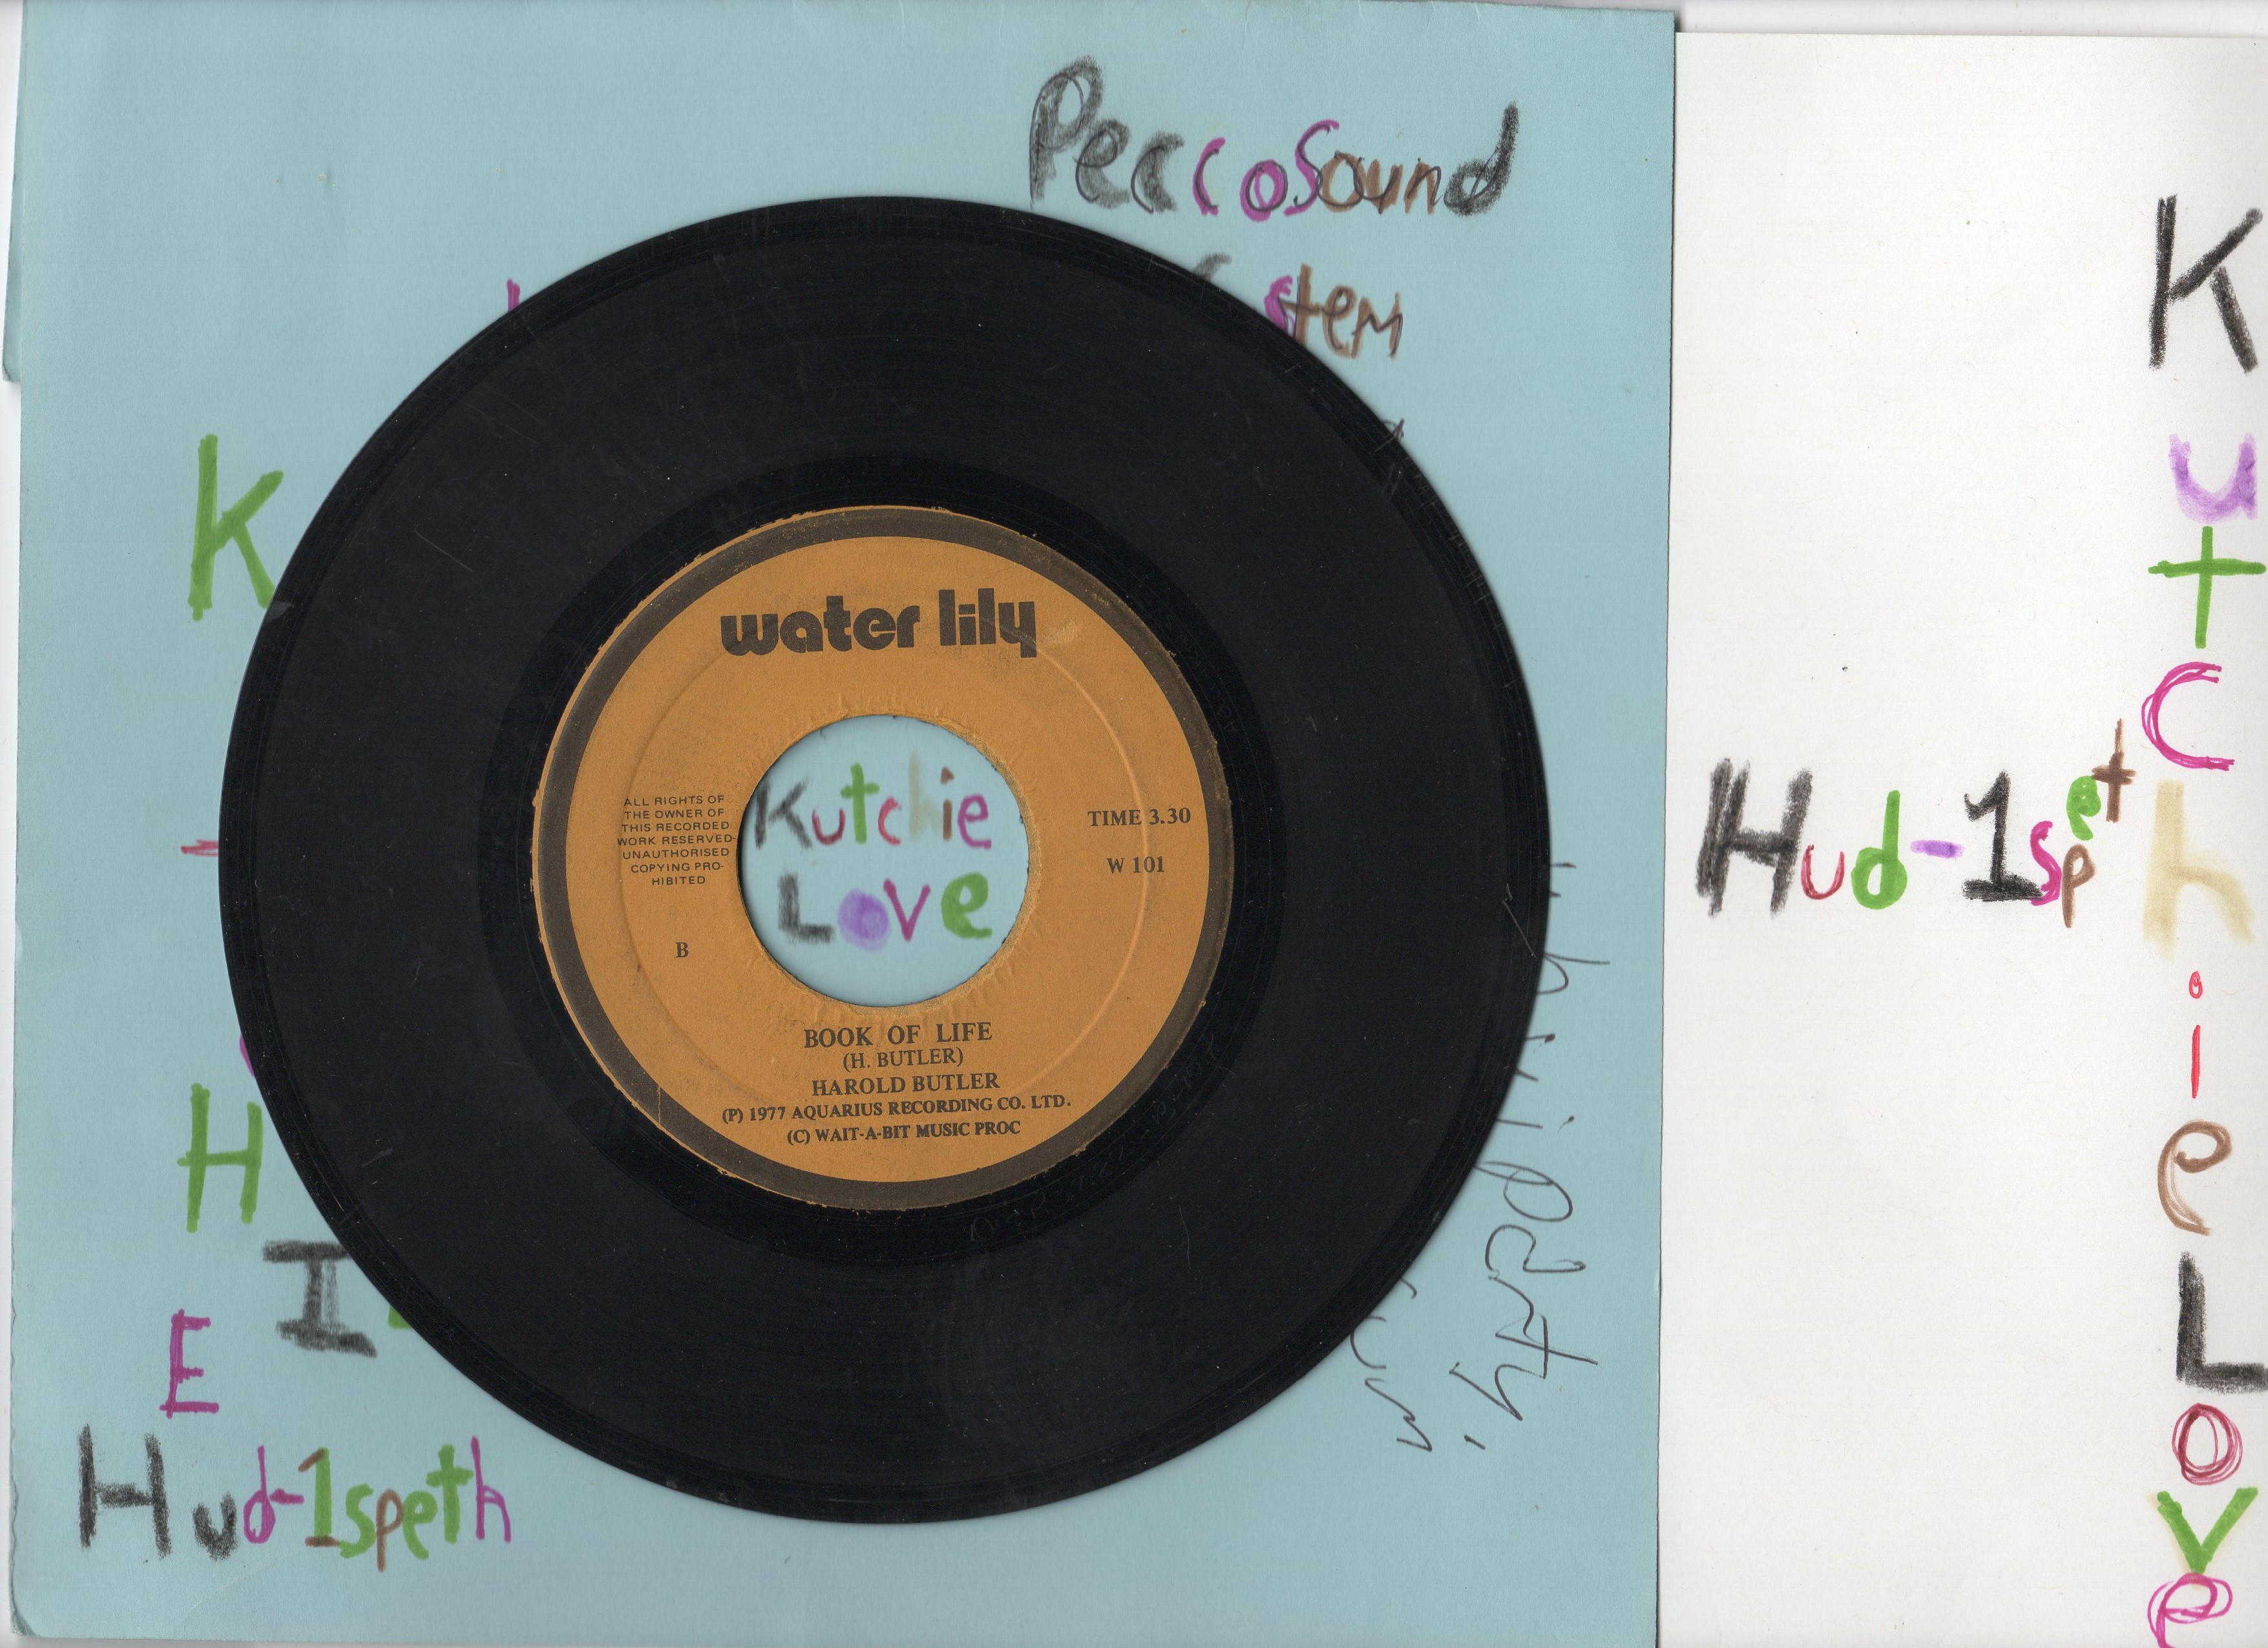 PeccoSound
stem
K
water lily
ALL RIGHTS OF
THE OWNER OF
THIS RECORDED
WORK RESERVED-
UNAUTHORISED
COPYING PRO-
HIBITED
Kutchie
Love
TIME 3.30
W 101
B
BOOK OF LIFE
(H. BUTLER)
HAROLD BUTLER
(P) 1977 AQUARIUS RECORDING CO. LTD.
(C) WAIT-A-BIT MUSIC PROC
H
I
E
Hud-1speth
Hud-1spet
KutchieLove